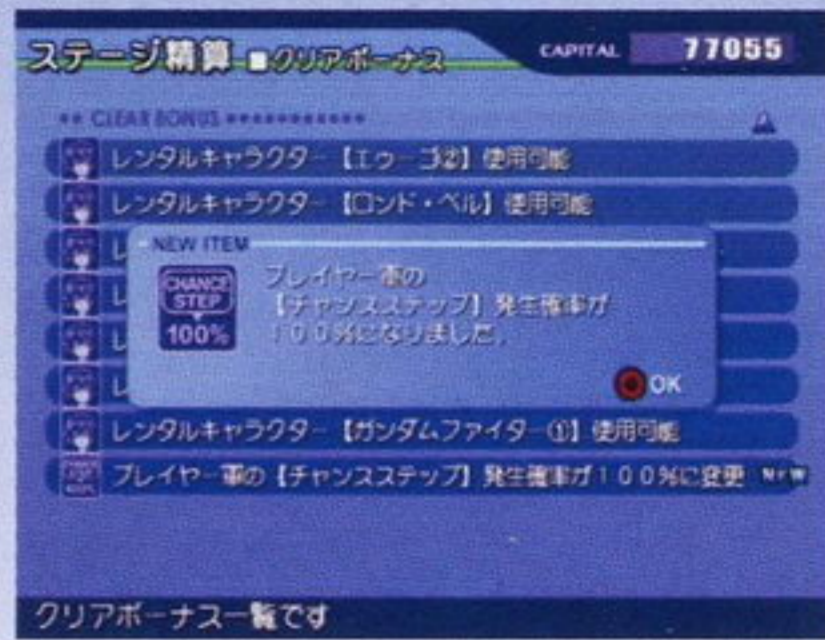 ステージ精算 ■クリアボーナス
CAPITAL 77055
** CLEAR BONUS ***********
レンタルキャラクター【エゥーゴ②】使用可能
レンタルキャラクター【ロンド・ベル】使用可能
レ
NEW ITEM
レ
CHANCE
STEP
100%
プレイヤー軍の
【チャンスステップ】発生確率が
100%になりました。
レ
レ
OK
レンタルキャラクター【ガンダムファイター①】使用可能
プレイヤー軍の【チャンスステップ】発生確率が100%に変更 NEW
クリアボーナス一覧です